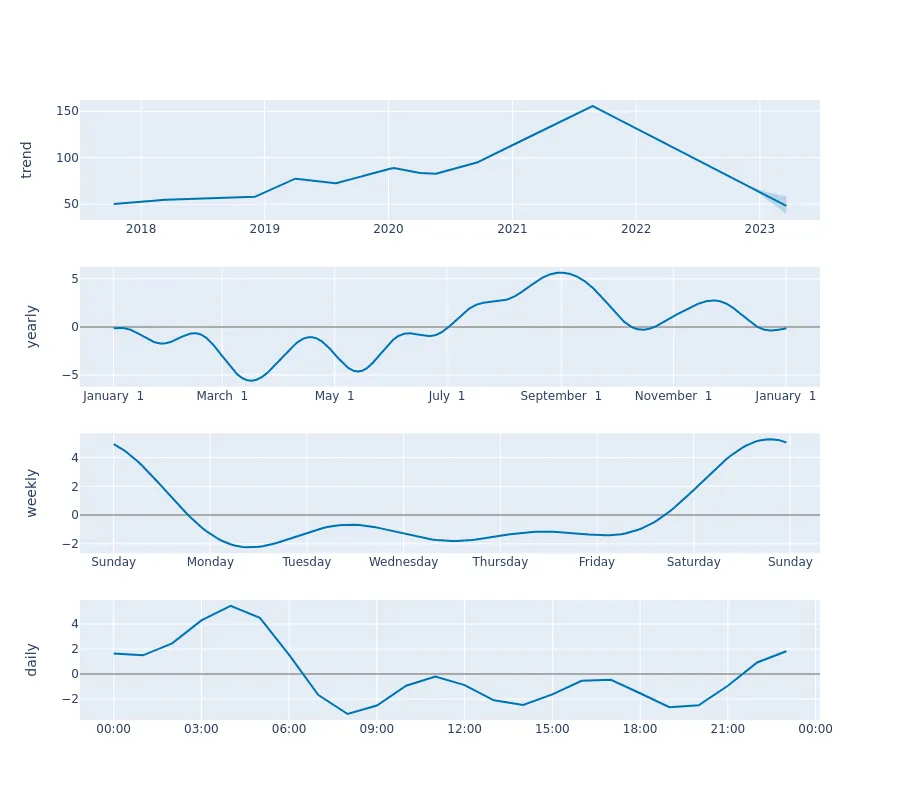 trend
150
100
50
2018 2019 2020 2021 2022 2023
yearly
5
0
−5
January 1 March 1 May 1 July 1 September 1 November 1 January 1
weekly
4
2
0
−2
Sunday Monday Tuesday Wednesday Thursday Friday Saturday Sunday
daily
4
2
0
−2
00:00 03:00 06:00 09:00 12:00 15:00 18:00 21:00 00:00